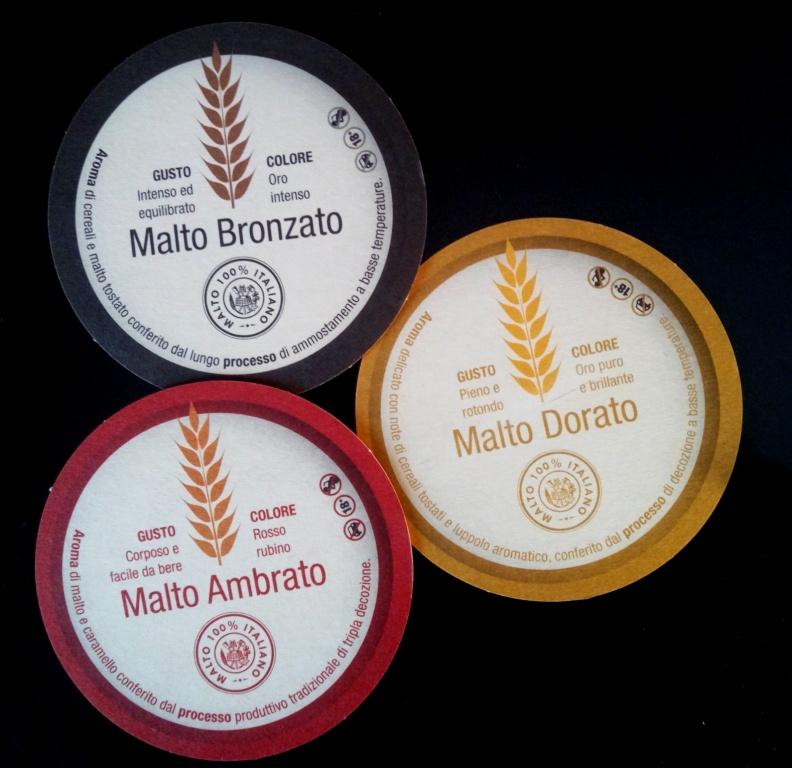 GUSTO
Intenso ed
equilibrato
COLORE
Oro
intenso
Malto Bronzato
MALTO 100% ITALIANO
18-
Aroma di cereali e malto tostato conferito dal lungo processo di ammostamento a basse temperature.
GUSTO
Pieno e
rotondo
COLORE
Oro puro
e brillante
Malto Dorato
MALTO 100% ITALIANO
18-
Aroma delicato con note di cereali tostati e luppolo aromatico, conferito dal processo di decozione a basse temperature
GUSTO
Corposo e
facile da bere
COLORE
Rosso
rubino
Malto Ambrato
MALTO 100% ITALIANO
18-
Aroma di malto e caramello conferito dal processo produttivo tradizionale di tripla decozione.